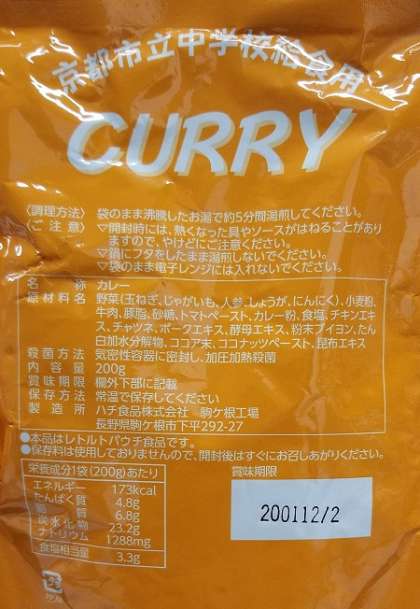 京都市立中学校給食用
CURRY
〈調理方法〉 袋のまま沸騰したお湯で約5分間湯煎してください。
〈ご注意〉 ▽開封時には、熱くなった具やソースがはねることがあり
ますので、やけどにご注意ください。
▽鍋にフタをしたまま湯煎しないでください。
▽袋のまま電子レンジには入れないでください。
名称 カレー
原材料名 野菜(玉ねぎ、じゃがいも、人参、しょうが、にんにく)、小麦粉、
牛肉、豚脂、砂糖、トマトペースト、カレー粉、食塩、チキンエキ
ス、チャツネ、ポークエキス、酵母エキス、粉末ブイヨン、たん
白加水分解物、ココア末、ココナッツペースト、昆布エキス
殺菌方法 気密性容器に密封し、加圧加熱殺菌
内容量 200g
賞味期限 欄外下部に記載
保存方法 常温で保存してください
製造所 ハチ食品株式会社 駒ケ根工場
長野県駒ケ根市下平292-27
●本品はレトルトパウチ食品です。
●保存料は使用しておりませんので、開封後はすぐにお召しあがりください。
栄養成分1袋(200g)あたり
エネルギー 173kcal
たんぱく質 4.8g
脂質 6.8g
炭水化物 23.2g
ナトリウム 1288mg
食塩相当量 3.3g
賞味期限
200112/2